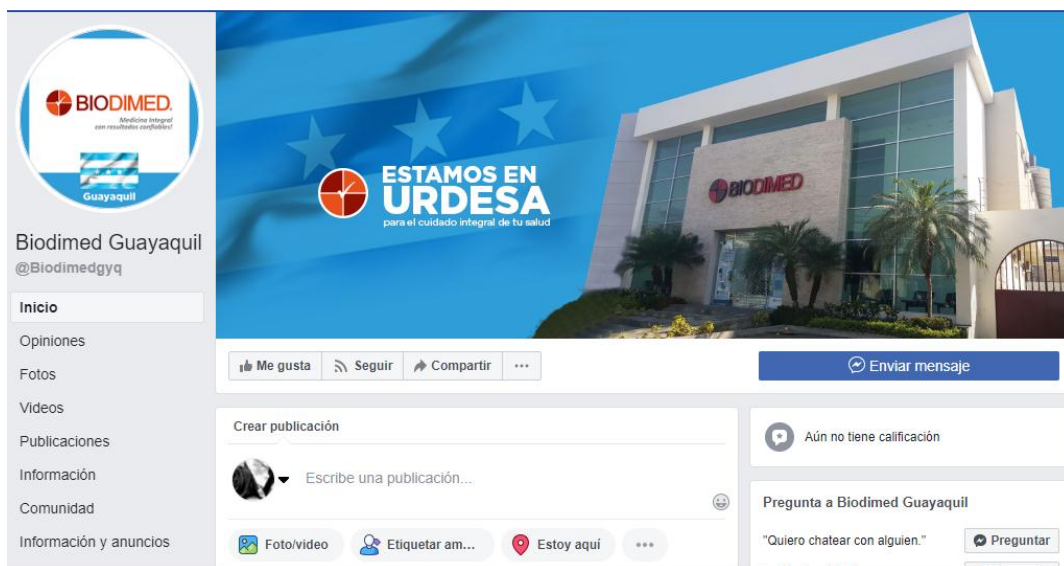 BIODIMED.
Medicina Integral
con resultados confiables!
Guayaquil
Biodimed Guayaquil
@Biodimedgyq
Inicio
Opiniones
Fotos
Videos
Publicaciones
Información
Comunidad
Información y anuncios
ESTAMOS EN
URDESA
para el cuidado integral de tu salud
BIODIMED
Me gusta
Seguir
Compartir
...
Enviar mensaje
Crear publicación
Escribe una publicación...
Foto/video
Etiquetar am...
Estoy aquí
...
Aún no tiene calificación
Pregunta a Biodimed Guayaquil
"Quiero chatear con alguien."
Preguntar